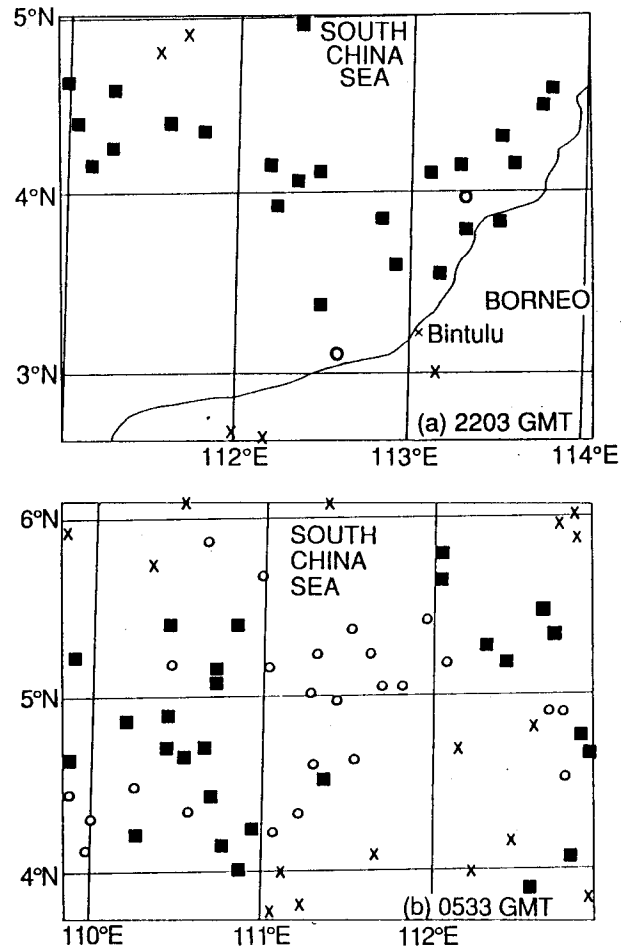 5°N
SOUTH
CHINA
SEA
4°N
BORNEO
Bintulu
3°N
(a) 2203 GMT
112°E
113°E
114°E
6°N
SOUTH
CHINA
SEA
5°N
4°N
(b) 0533 GMT
110°E
111°E
112°E